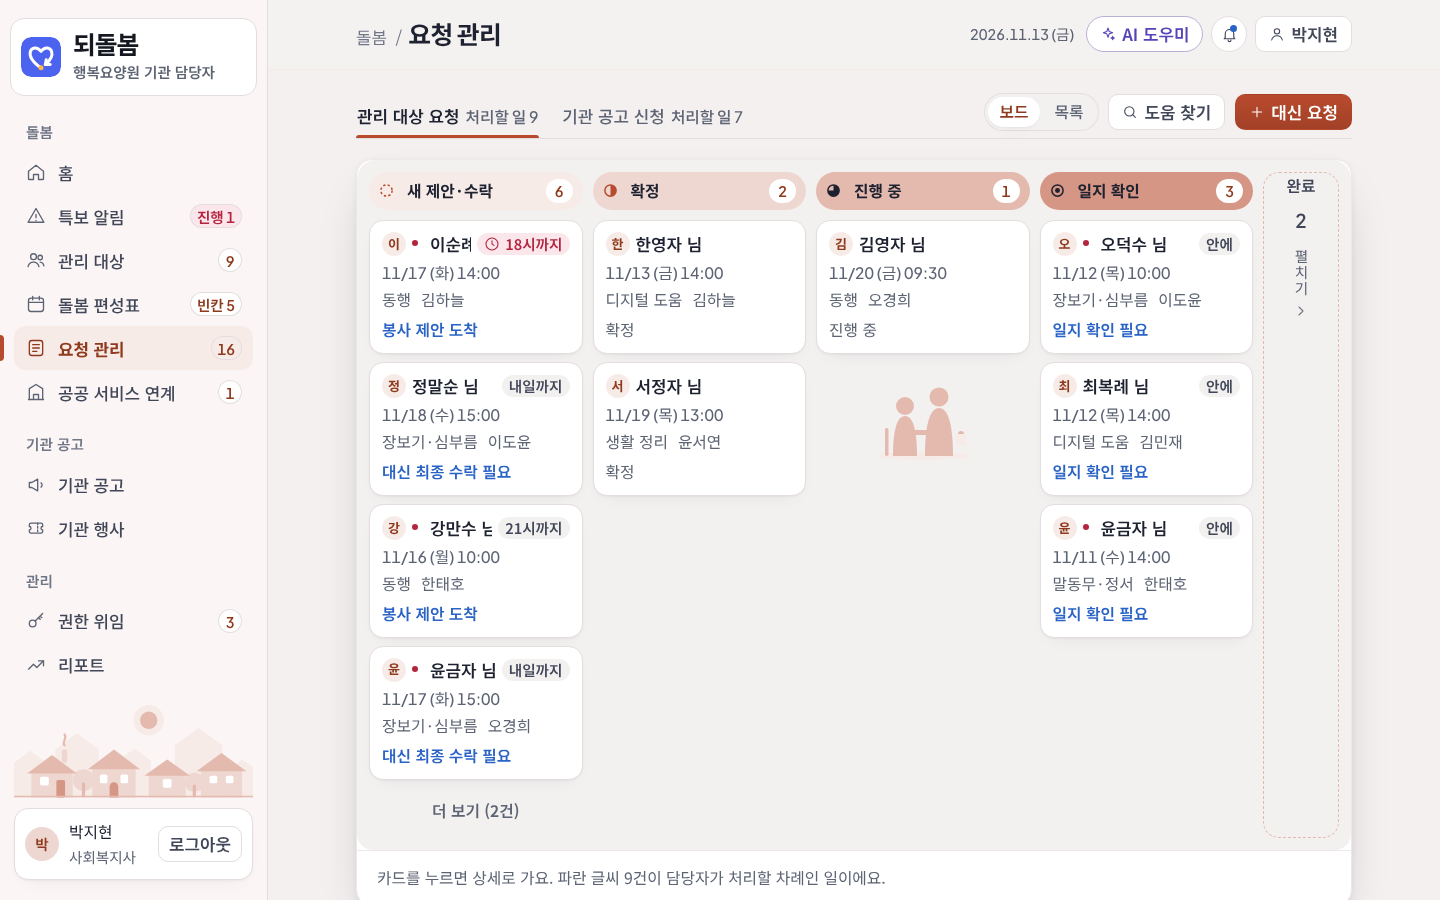 되돌봄
행복요양원 기관 담당자
돌봄
홈
특보 알림 진행 1
관리 대상 9
돌봄 편성표 빈칸 5
요청 관리 16
공공 서비스 연계 1
기관 공고
기관 공고
기관 행사
관리
권한 위임 3
리포트
박 박지현
사회복지사
로그아웃
돌봄 / 요청 관리
2026.11.13 (금) AI 도우미 박지현
관리 대상 요청 처리할 일 9 기관 공고 신청 처리할 일 7
보드 목록 도움 찾기 + 대신 요청
새 제안·수락 6
이 이순례 18시까지
11/17 (화) 14:00
동행 김하늘
봉사 제안 도착
정 정말순 님 내일까지
11/18 (수) 15:00
장보기·심부름 이도윤
대신 최종 수락 필요
강 강만수 님 21시까지
11/16 (월) 10:00
동행 한태호
봉사 제안 도착
윤 윤금자 님 내일까지
11/17 (화) 15:00
장보기·심부름 오경희
대신 최종 수락 필요
더 보기 (2건)
확정 2
한 한영자 님
11/13 (금) 14:00
디지털 도움 김하늘
확정
서 서정자 님
11/19 (목) 13:00
생활 정리 윤서연
확정
진행 중 1
김 김영자 님
11/20 (금) 09:30
동행 오경희
진행 중
일지 확인 3
오 오덕수 님 안에
11/12 (목) 10:00
장보기·심부름 이도윤
일지 확인 필요
최 최복례 님 안에
11/12 (목) 14:00
디지털 도움 김민재
일지 확인 필요
윤 윤금자 님 안에
11/11 (수) 14:00
말동무·정서 한태호
일지 확인 필요
완료
2
펼치기
카드를 누르면 상세로 가요. 파란 글씨 9건이 담당자가 처리할 차례인 일이에요.